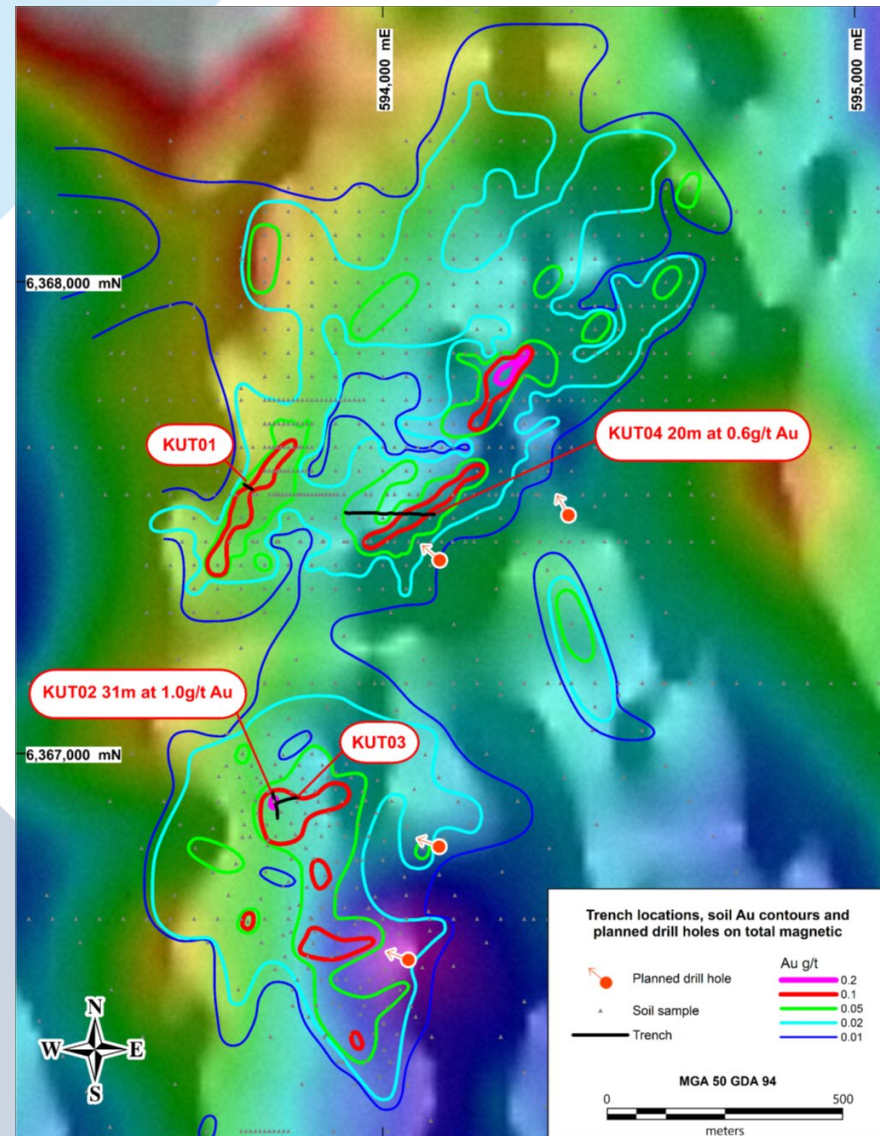 594,000 mE
595,000 mE
6,368,000 mN
KUT01
KUT04 20m at 0.6g/t Au
KUT02 31m at 1.0g/t Au
6,367,000 mN
KUT03
N
W
E
S
Trench locations, soil Au contours and
planned drill holes on total magnetic
Planned drill hole
Soil sample
Trench
Au g/t
0.2
0.1
0.05
0.02
0.01
MGA 50 GDA 94
0
500
meters